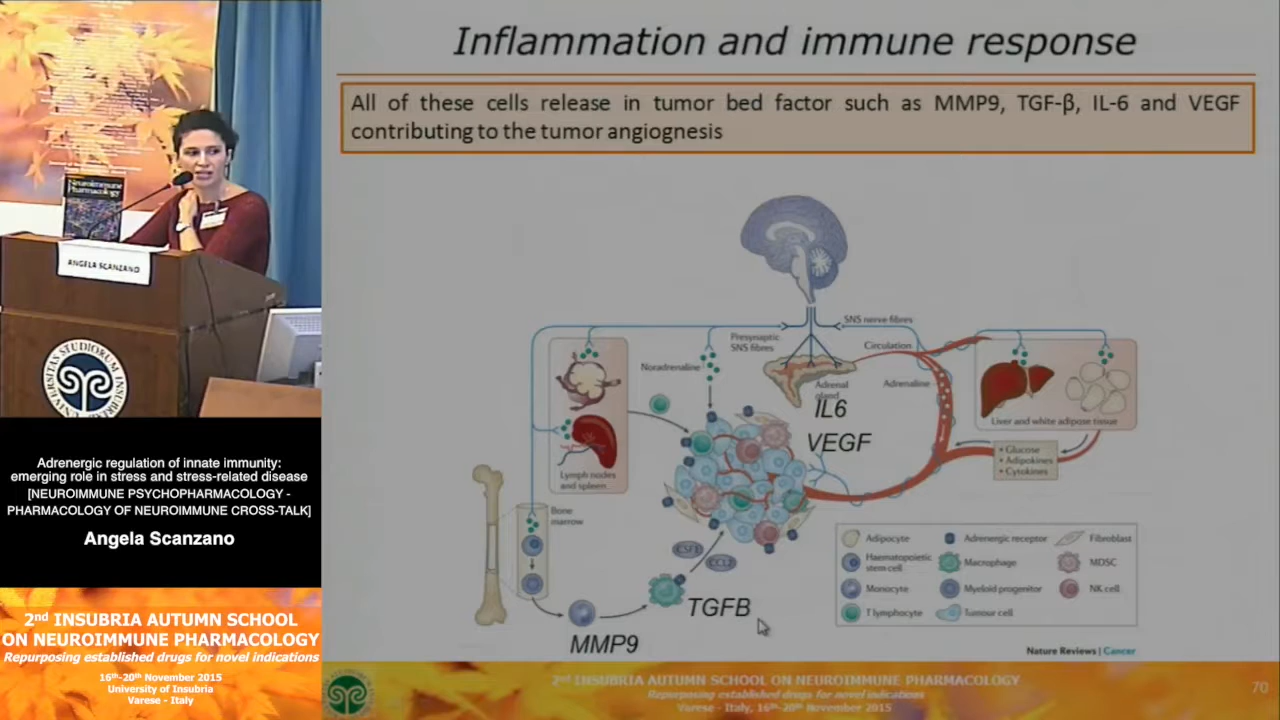 Inflammation and immune response
All of these cells release in tumor bed factor such as MMP9, TGF-β, IL-6 and VEGF
contributing to the tumor angiognesis
SNS nerve fibres
Presynaptic
SNS fibres
Circulation
Noradrenaline
Adrenal
gland
Adrenaline
IL6
VEGF
Liver and white adipose tissue
• Glucose
• Adipokines
• Cytokines
Lymph nodes
and spleen
Bone
marrow
CSF1
CCL2
TGFB
MMP9
Adipocyte
Adrenergic receptor
Fibroblast
Haematopoietic
stem cell
Macrophage
MDSC
Monocyte
Myeloid progenitor
NK cell
T lymphocyte
Tumour cell
Nature Reviews | Cancer
2nd INSUBRIA AUTUMN SCHOOL ON NEUROIMMUNE PHARMACOLOGY
Repurposing established drugs for novel indications
Varese - Italy, 16th-20th November 2015
70
Neuroimmune
Pharmacology
ANGELA SCANZANO
Adrenergic regulation of innate immunity:
emerging role in stress and stress-related disease
[NEUROIMMUNE PSYCHOPHARMACOLOGY -
PHARMACOLOGY OF NEUROIMMUNE CROSS-TALK]
Angela Scanzano
2nd INSUBRIA AUTUMN SCHOOL
ON NEUROIMMUNE PHARMACOLOGY
Repurposing established drugs for novel indications
16th-20th November 2015
University of Insubria
Varese - Italy